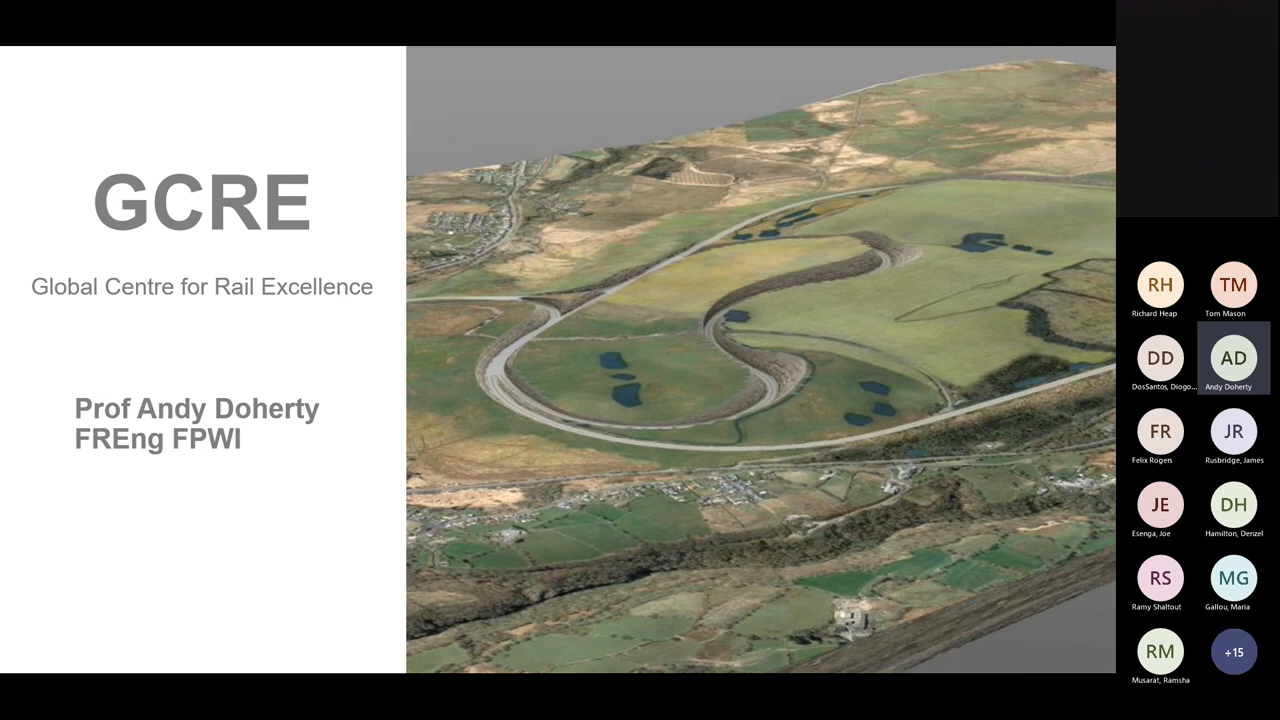 GCRE
Global Centre for Rail Excellence
Prof Andy Doherty
FREng FPWI
RH
TM
Richard Heap
Tom Mason
DD
AD
DosSantos, Diogo...
Andy Doherty
FR
JR
Felix Rogers
Rusbridge, James
JE
DH
Esenga, Joe
Hamilton, Denzel
RS
MG
Ramy Shaltout
Gallou, Maria
RM
+15
Musarat, Ramsha